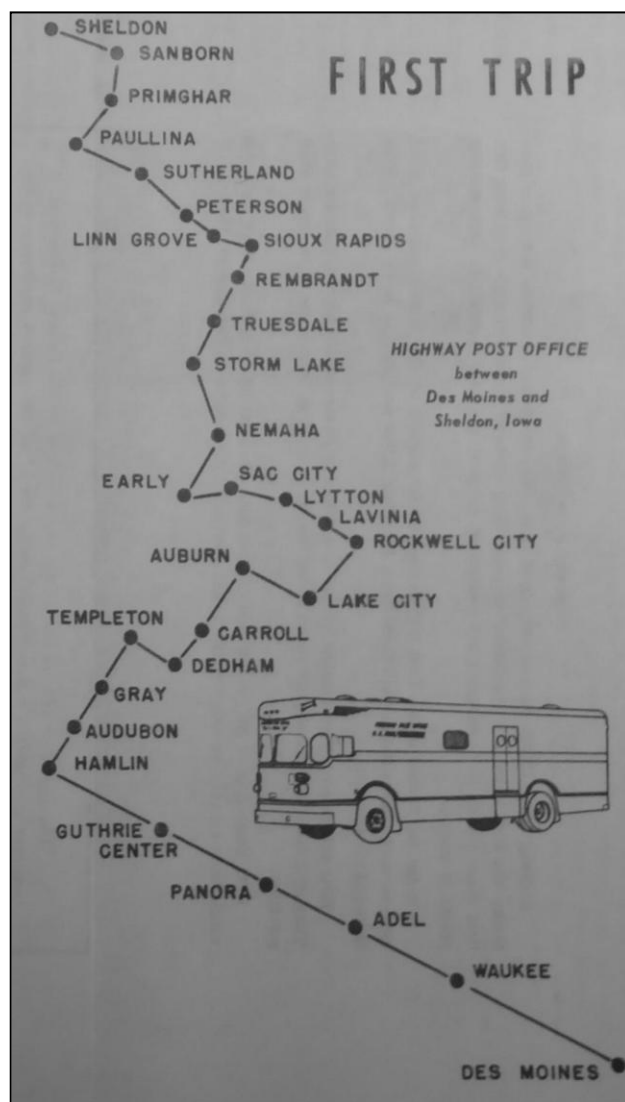 SHELDON
SANBORN
FIRST TRIP
PRIMGHAR
PAULLINA
SUTHERLAND
PETERSON
LINN GROVE
SIOUX RAPIDS
REMBRANDT
TRUESDALE
HIGHWAY POST OFFICE
between
Des Moines and
Sheldon, Iowa
STORM LAKE
NEMAHA
EARLY
SAC CITY
LYTTON
LAVINIA
ROCKWELL CITY
AUBURN
LAKE CITY
TEMPLETON
CARROLL
DEDHAM
GRAY
AUDUBON
HAMLIN
GUTHRIE
CENTER
PANORA
ADEL
WAUKEE
DES MOINES